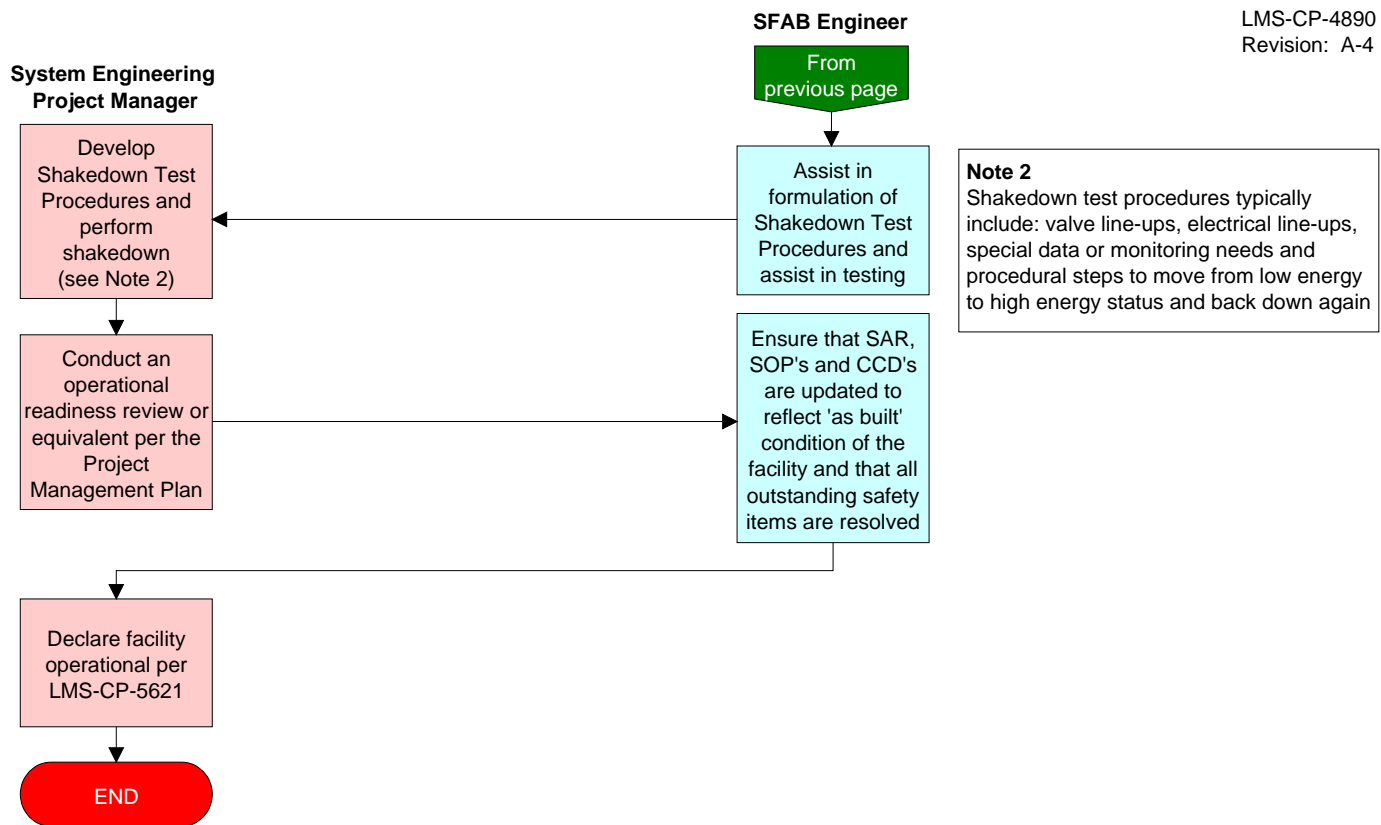 LMS-CP-4890
Revision: A-4
System Engineering
Project Manager
SFAB Engineer
From
previous page
Develop
Shakedown Test
Procedures and
perform
shakedown
(see Note 2)
Assist in
formulation of
Shakedown Test
Procedures and
assist in testing
Note 2
Shakedown test procedures typically
include: valve line-ups, electrical line-ups,
special data or monitoring needs and
procedural steps to move from low energy
to high energy status and back down again
Conduct an
operational
readiness review or
equivalent per the
Project
Management Plan
Ensure that SAR,
SOP's and CCD's
are updated to
reflect 'as built'
condition of the
facility and that all
outstanding safety
items are resolved
Declare facility
operational per
LMS-CP-5621
END